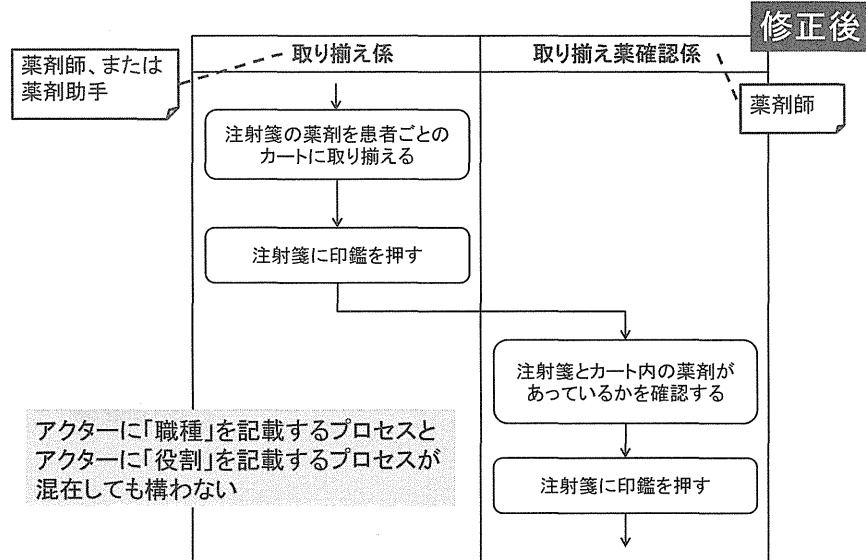 修正後
取り揃え係
取り揃え薬確認係
薬剤師、または
薬剤助手
薬剤師
注射箋の薬剤を患者ごとの
カートに取り揃える
注射箋に印鑑を押す
注射箋とカート内の薬剤が
あっているかを確認する
注射箋に印鑑を押す
アクターに「職種」を記載するプロセスと
アクターに「役割」を記載するプロセスが
混在しても構わない